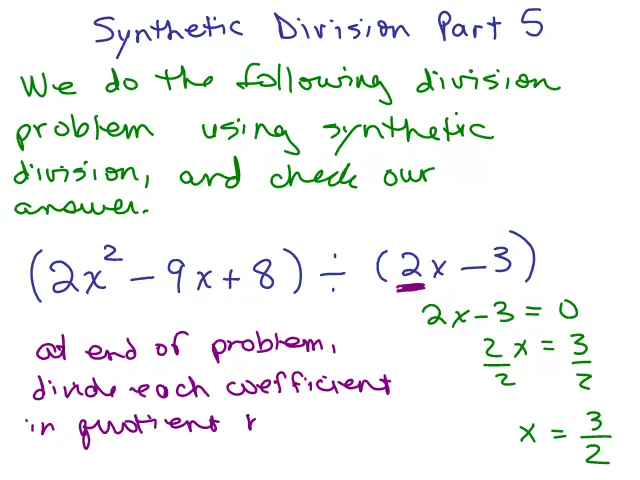 Synthetic Division Part 5
We do the following division
problem using synthetic
division, and check our
answer.
(2x² - 9x + 8) ÷ (2x - 3)
2x - 3 = 0
2/2 x = 3/2
x = 3/2
at end of problem,
divide each coefficient
in quotient